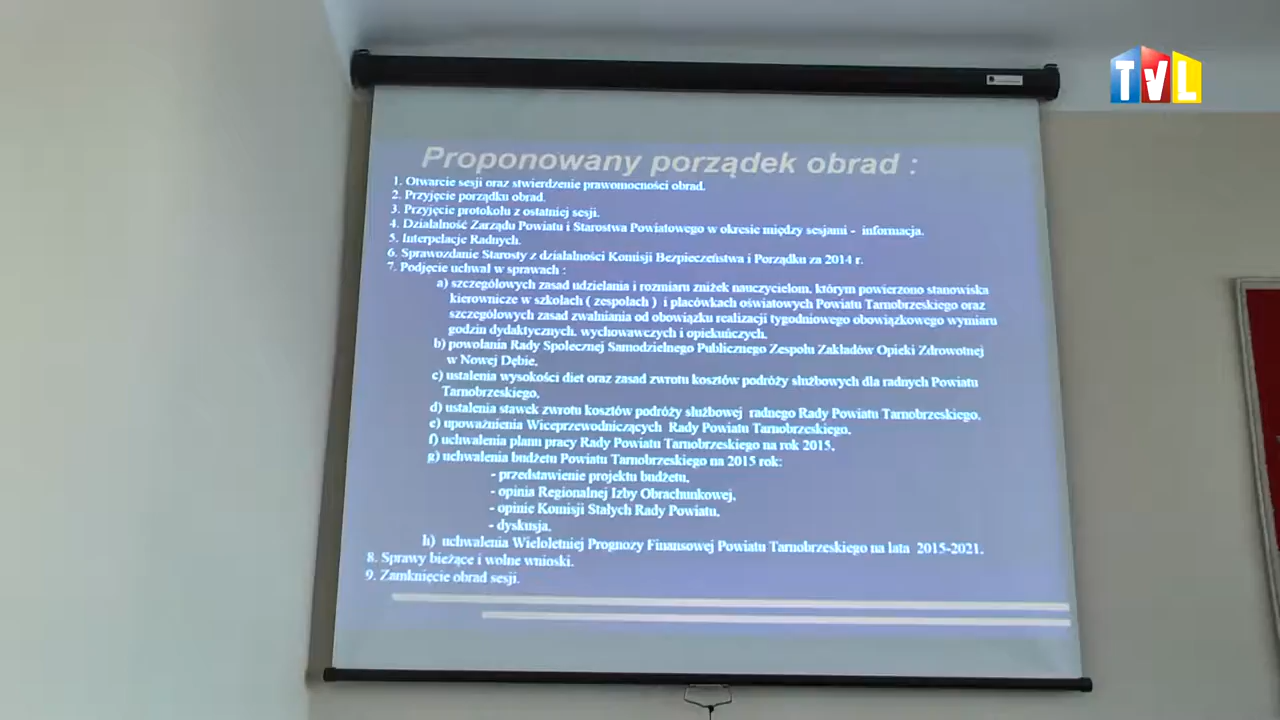 TVL
Proponowany porządek obrad :
1. Otwarcie sesji oraz stwierdzenie prawomocności obrad.
2. Przyjęcie porządku obrad.
3. Przyjęcie protokołu z ostatniej sesji.
4. Działalność Zarządu Powiatu i Starostwa Powiatowego w okresie między sesjami - informacja.
5. Interpelacje Radnych.
6. Sprawozdanie Starosty z działalności Komisji Bezpieczeństwa i Porządku za 2014 r.
7. Podjęcie uchwał w sprawach :
a) szczegółowych zasad udzielania i rozmiaru zniżek nauczycielom, którym powierzono stanowiska
kierownicze w szkołach ( zespołach ) i placówkach oświatowych Powiatu Tarnobrzeskiego oraz
szczegółowych zasad zwalniania od obowiązku realizacji tygodniowego obowiązkowego wymiaru
godzin dydaktycznych, wychowawczych i opiekuńczych,
b) powołania Rady Społecznej Samodzielnego Publicznego Zespołu Zakładów Opieki Zdrowotnej
w Nowej Dębie,
c) ustalenia wysokości diet oraz zasad zwrotu kosztów podróży służbowych dla radnych Powiatu
Tarnobrzeskiego,
d) ustalenia stawek zwrotu kosztów podróży służbowej radnego Rady Powiatu Tarnobrzeskiego,
e) upoważnienia Wiceprzewodniczących Rady Powiatu Tarnobrzeskiego,
f) uchwalenia planu pracy Rady Powiatu Tarnobrzeskiego na rok 2015,
g) uchwalenia budżetu Powiatu Tarnobrzeskiego na 2015 rok:
- przedstawienie projektu budżetu,
- opinia Regionalnej Izby Obrachunkowej,
- opinie Komisji Stałych Rady Powiatu,
- dyskusja,
h) uchwalenia Wieloletniej Prognozy Finansowej Powiatu Tarnobrzeskiego na lata 2015-2021.
8. Sprawy bieżące i wolne wnioski.
9. Zamknięcie obrad sesji.